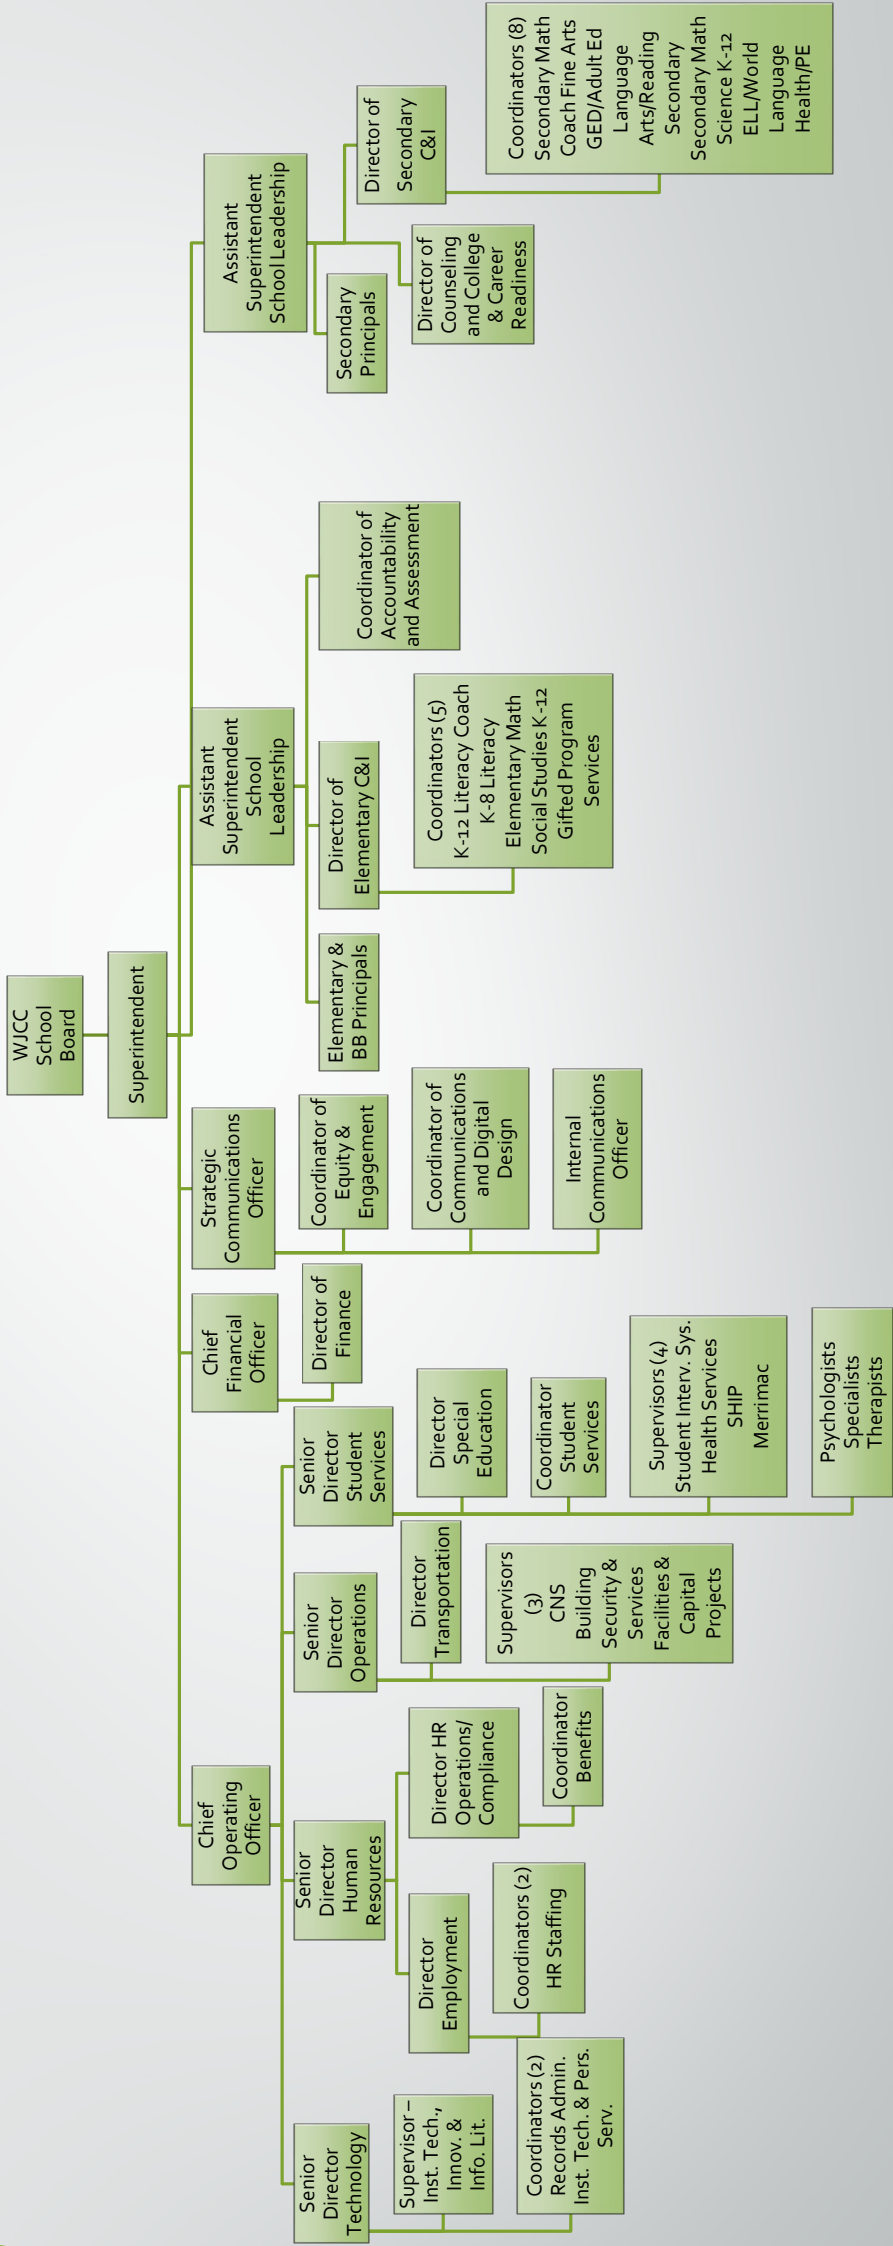 WJCC
School
Board
Superintendent
Chief
Operating
Officer
Senior
Director
Technology
Supervisor –
Inst. Tech.,
Innov. &
Info. Lit.
Coordinators (2)
Records Admin.
Inst. Tech. & Pers.
Serv.
Senior
Director
Human
Resources
Director
Employment
Coordinators (2)
HR Staffing
Director HR
Operations/
Compliance
Coordinator
Benefits
Senior
Director
Operations
Director
Transportation
Supervisors
(3)
CNS
Building
Security &
Services
Facilities &
Capital
Projects
Senior
Director
Student
Services
Director
Special
Education
Coordinator
Student
Services
Supervisors (4)
Student Interv. Sys.
Health Services
SHIP
Merrimac
Psychologists
Specialists
Therapists
Chief
Financial
Officer
Director of
Finance
Strategic
Communications
Officer
Coordinator of
Equity &
Engagement
Coordinator of
Communications
and Digital
Design
Internal
Communications
Officer
Assistant
Superintendent
School
Leadership
Elementary &
BB Principals
Director of
Elementary C&I
Coordinators (5)
K-12 Literacy Coach
K-8 Literacy
Elementary Math
Social Studies K-12
Gifted Program
Services
Coordinator of
Accountability
and Assessment
Assistant
Superintendent
School Leadership
Secondary
Principals
Director of
Counseling
and College
& Career
Readiness
Director of
Secondary
C&I
Coordinators (8)
Secondary Math
Coach Fine Arts
GED/Adult Ed
Language
Arts/Reading
Secondary
Secondary Math
Science K-12
ELL/World
Language
Health/PE